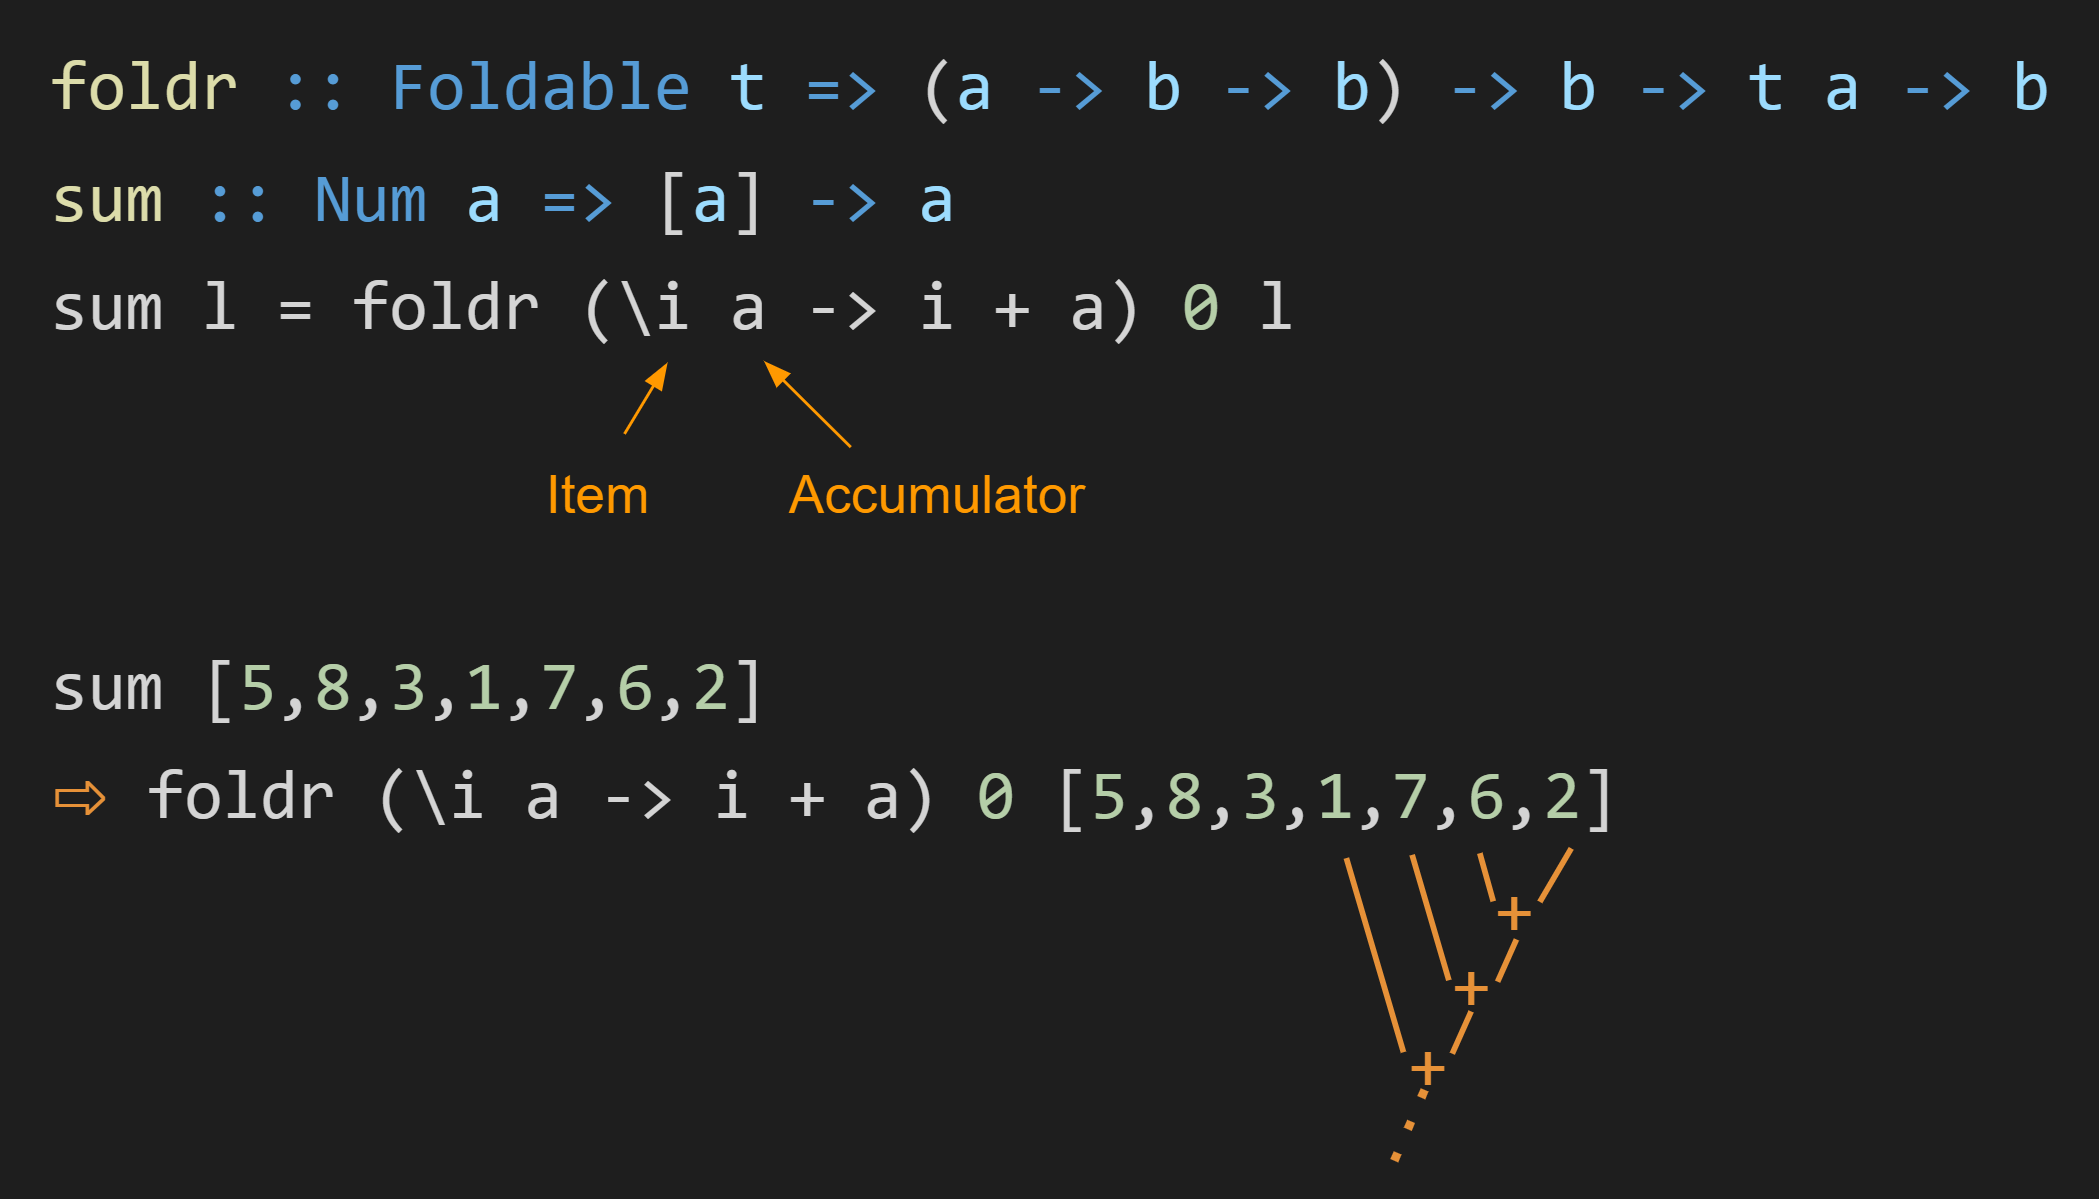 foldr :: Foldable t => (a -> b -> b) -> b -> t a -> b
sum :: Num a => [a] -> a
sum l = foldr (\i a -> i + a) 0 l
Item Accumulator
sum [5,8,3,1,7,6,2]
⇨ foldr (\i a -> i + a) 0 [5,8,3,1,7,6,2]
+
+
+